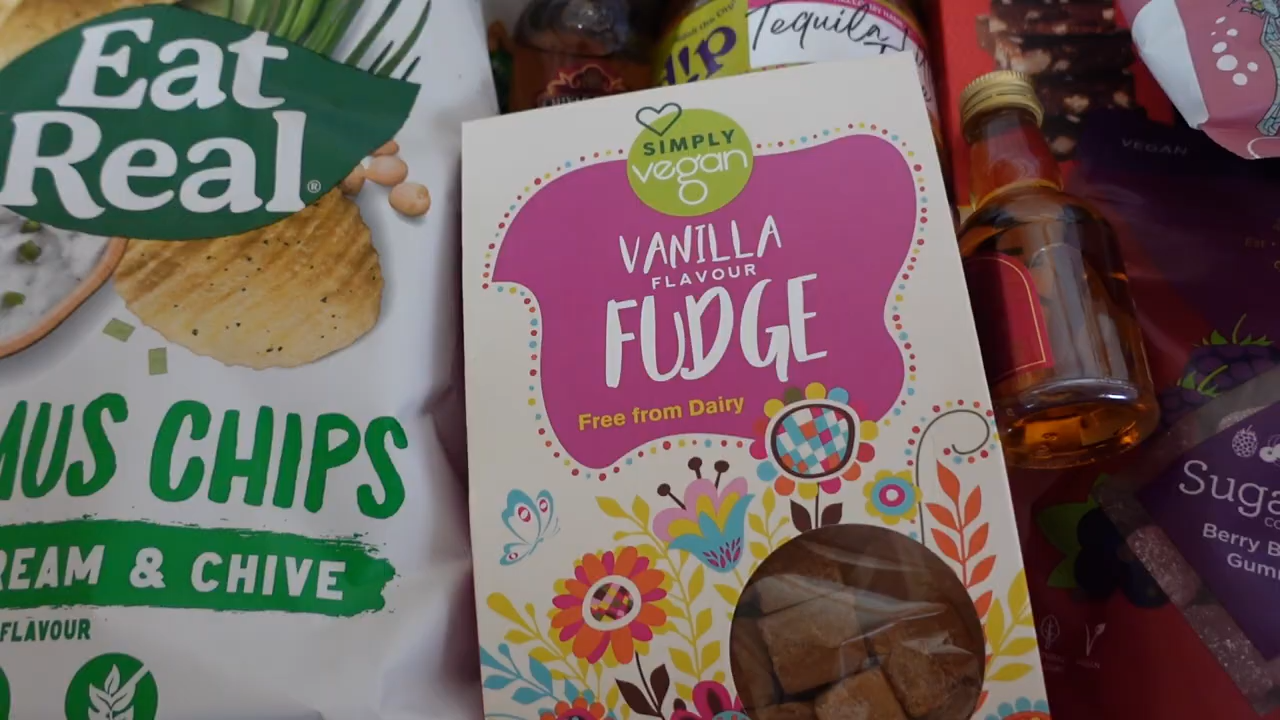 Eat
Real®
MUS CHIPS
REAM & CHIVE
FLAVOUR
SIMPLY
vegan
VANILLA
FLAVOUR
FUDGE
Free from Dairy
Tequila
VEGAN
Suga
Berry B
Gum